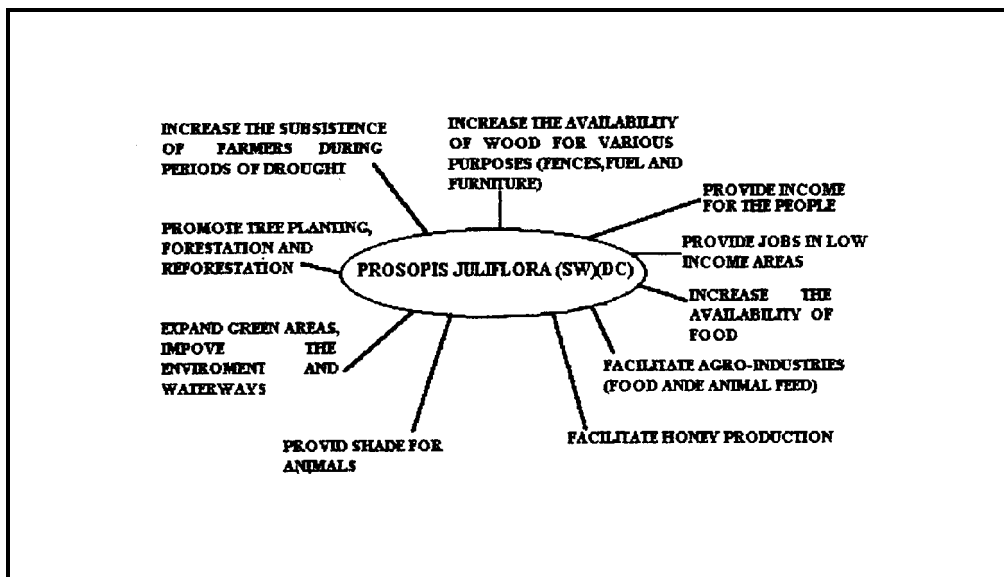 INCREASE THE SUBSISTENCE
OF FARMERS DURING
PERIODS OF DROUGHT
INCREASE THE AVAILABILITY
OF WOOD FOR VARIOUS
PURPOSES (FENCES,FUEL AND
FURNITURE)
PROVIDE INCOME
FOR THE PEOPLE
PROMOTE TREE PLANTING,
FORESTATION AND
REFORESTATION
PROSOPIS JULIFLORA (SW)(DC)
PROVIDE JOBS IN LOW
INCOME AREAS
INCREASE THE
AVAILABILITY OF
FOOD
EXPAND GREEN AREAS,
IMPOVE THE
ENVIROMENT AND
WATERWAYS
FACILITATE AGRO-INDUSTRIES
(FOOD ANDE ANIMAL FEED)
PROVID SHADE FOR
ANIMALS
FACILITATE HONEY PRODUCTION